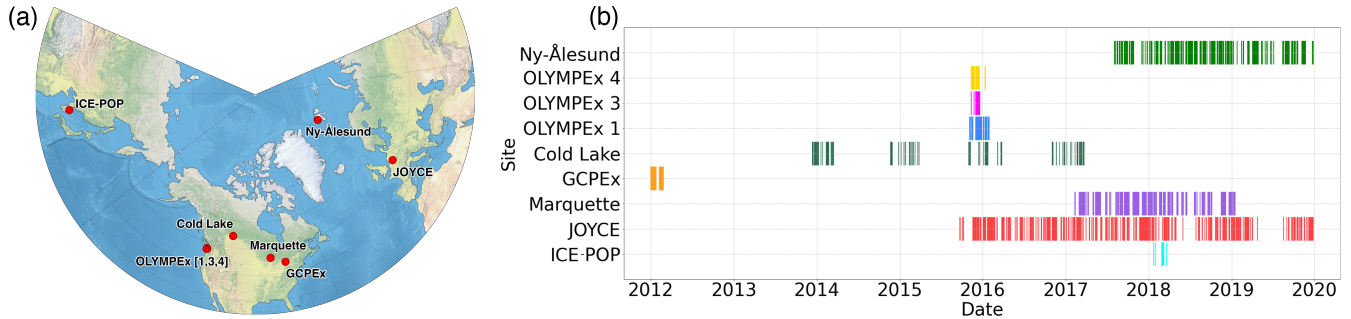 (a)
ICE-POP
Ny-Ålesund
JOYCE
Cold Lake
Marquette
OLYMPEx [1,3,4]
GCPEx
(b)
Site
Ny-Ålesund
OLYMPEx 4
OLYMPEx 3
OLYMPEx 1
Cold Lake
GCPEx
Marquette
JOYCE
ICE-POP
2012 2013 2014 2015 2016 2017 2018 2019 2020
Date